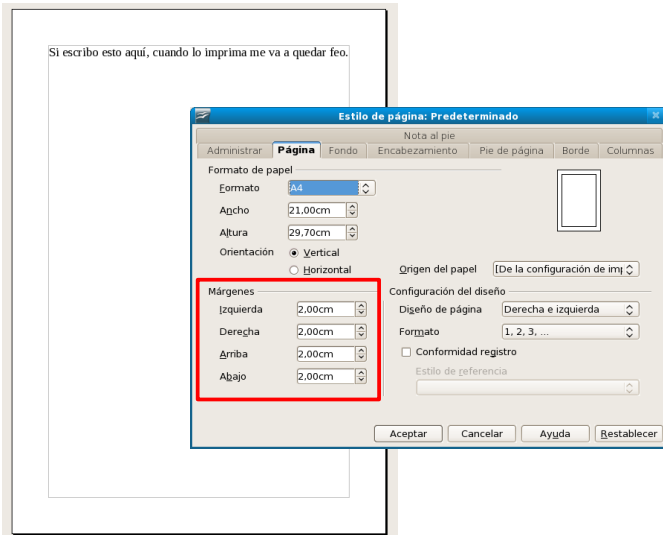 Si escribo esto aquí, cuando lo imprima me va a quedar feo.
Estilo de página: Predeterminado
Nota al pie
Administrar Página Fondo Encabezamiento Pie de página Borde Columnas
Formato de papel
Formato A4
Ancho 21,00cm
Altura 29,70cm
Orientación Vertical
Horizontal Origen del papel [De la configuración de imp
Márgenes Configuración del diseño
Izquierda 2,00cm Diseño de página Derecha e izquierda
Derecha 2,00cm Formato 1, 2, 3, ...
Arriba 2,00cm Conformidad registro
Abajo 2,00cm Estilo de referencia
Aceptar Cancelar Ayuda Restablecer